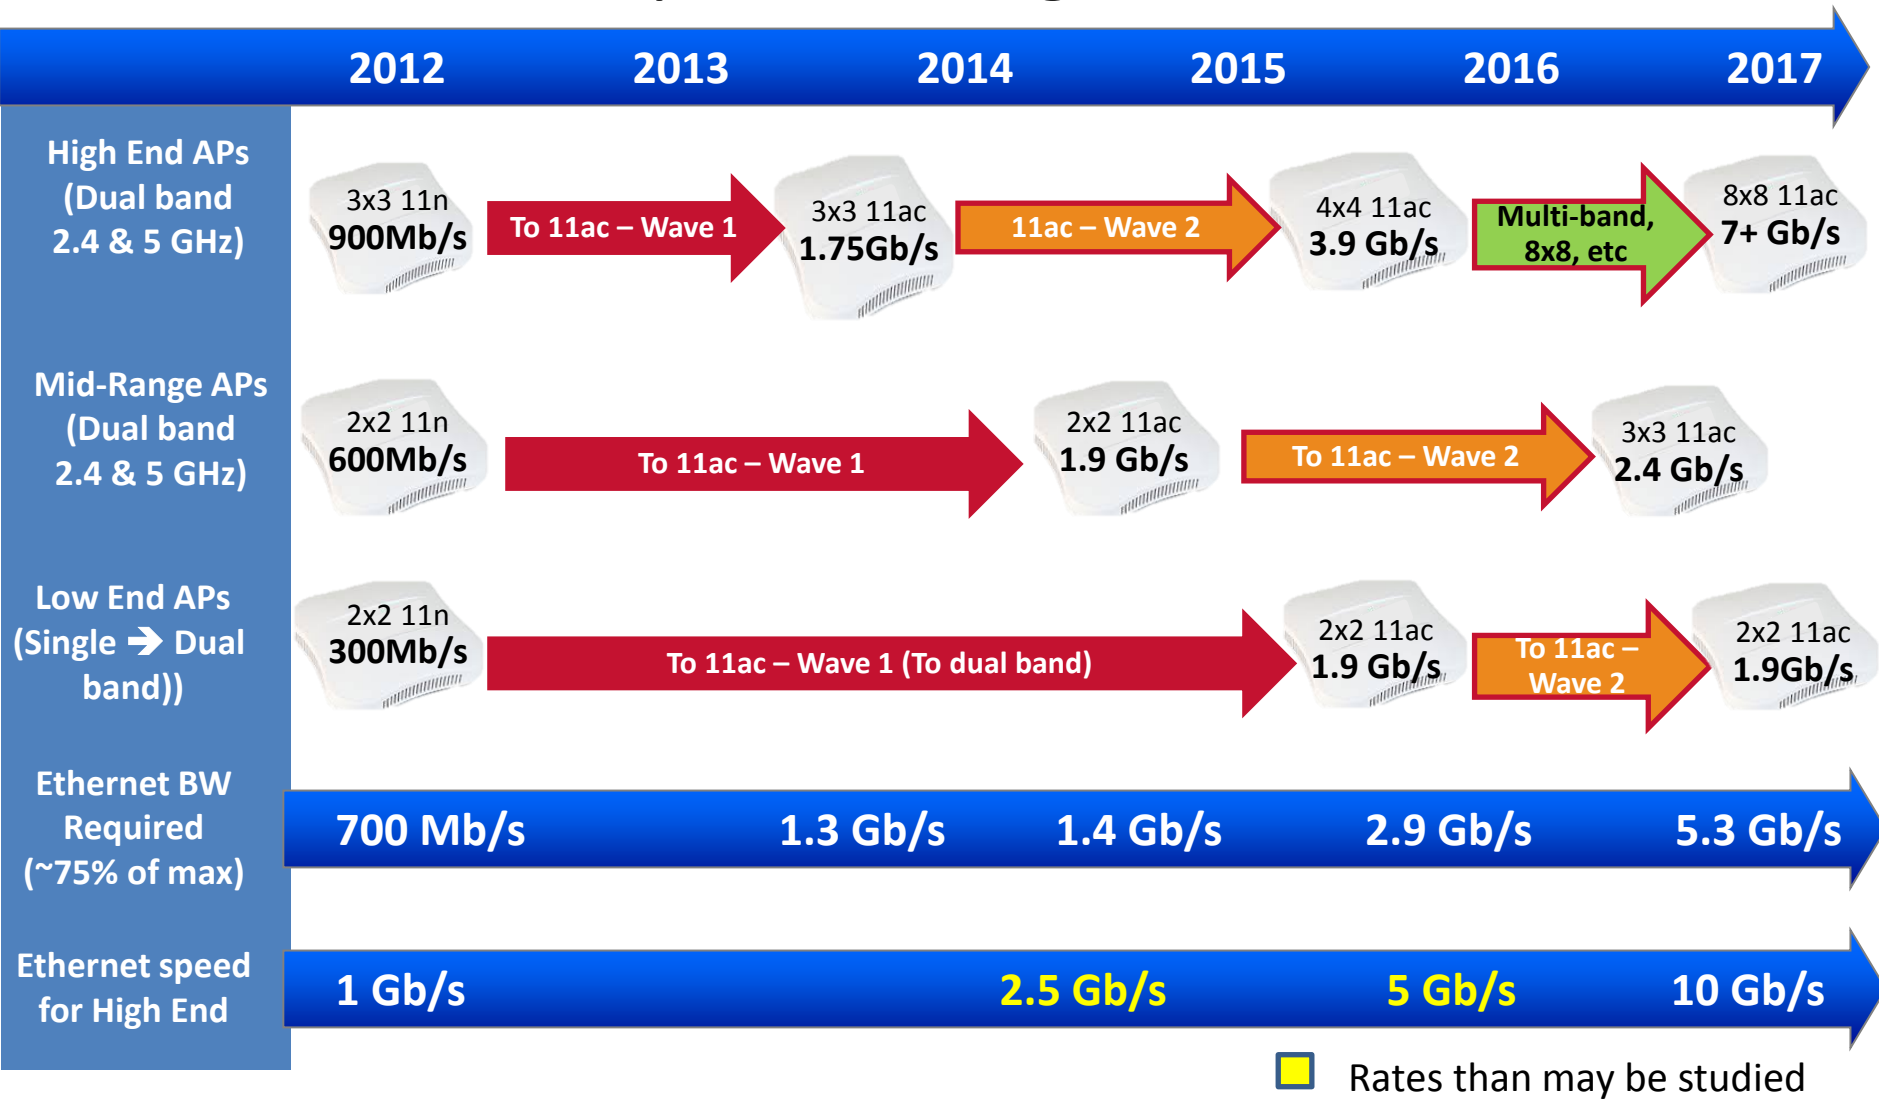 2012 2013 2014 2015 2016 2017
High End APs
(Dual band
2.4 & 5 GHz)
3x3 11n
900Mb/s
To 11ac – Wave 1
3x3 11ac
1.75Gb/s
11ac – Wave 2
4x4 11ac
3.9 Gb/s
Multi-band,
8x8, etc
8x8 11ac
7+ Gb/s
Mid-Range APs
(Dual band
2.4 & 5 GHz)
2x2 11n
600Mb/s
To 11ac – Wave 1
2x2 11ac
1.9 Gb/s
To 11ac – Wave 2
3x3 11ac
2.4 Gb/s
Low End APs
(Single ➔ Dual
band))
2x2 11n
300Mb/s
To 11ac – Wave 1 (To dual band)
2x2 11ac
1.9 Gb/s
To 11ac –
Wave 2
2x2 11ac
1.9Gb/s
Ethernet BW
Required
(~75% of max)
700 Mb/s 1.3 Gb/s 1.4 Gb/s 2.9 Gb/s 5.3 Gb/s
Ethernet speed
for High End
1 Gb/s 2.5 Gb/s 5 Gb/s 10 Gb/s
Rates than may be studied